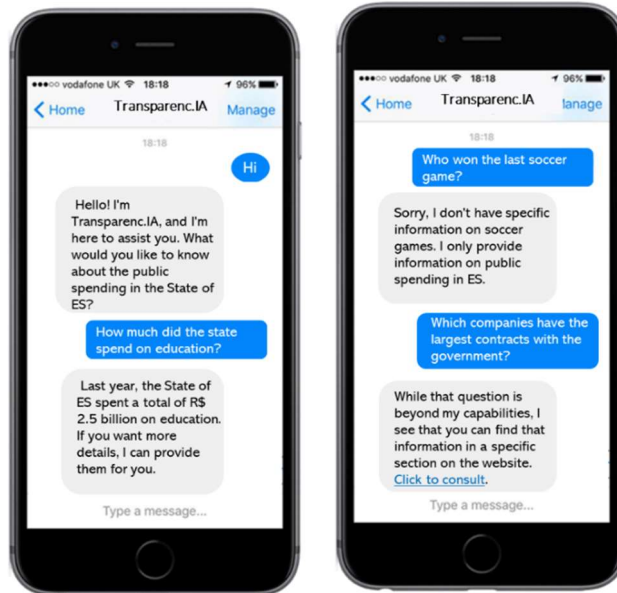 vodafone UK 18:18 96%
Home Transparenc.IA Manage
18:18
Hi
Hello! I'm
Transparenc.IA, and I'm
here to assist you. What
would you like to know
about the public
spending in the State of
ES?
How much did the state
spend on education?
Last year, the State of
ES spent a total of R$
2.5 billion on education.
If you want more
details, I can provide
them for you.
Type a message...
vodafone UK 18:18 96%
Home Transparenc.IA lanage
18:18
Who won the last soccer
game?
Sorry, I don't have specific
information on soccer
games. I only provide
information on public
spending in ES.
Which companies have the
largest contracts with the
government?
While that question is
beyond my capabilities, I
see that you can find that
information in a specific
section on the website.
Click to consult.
Type a message...